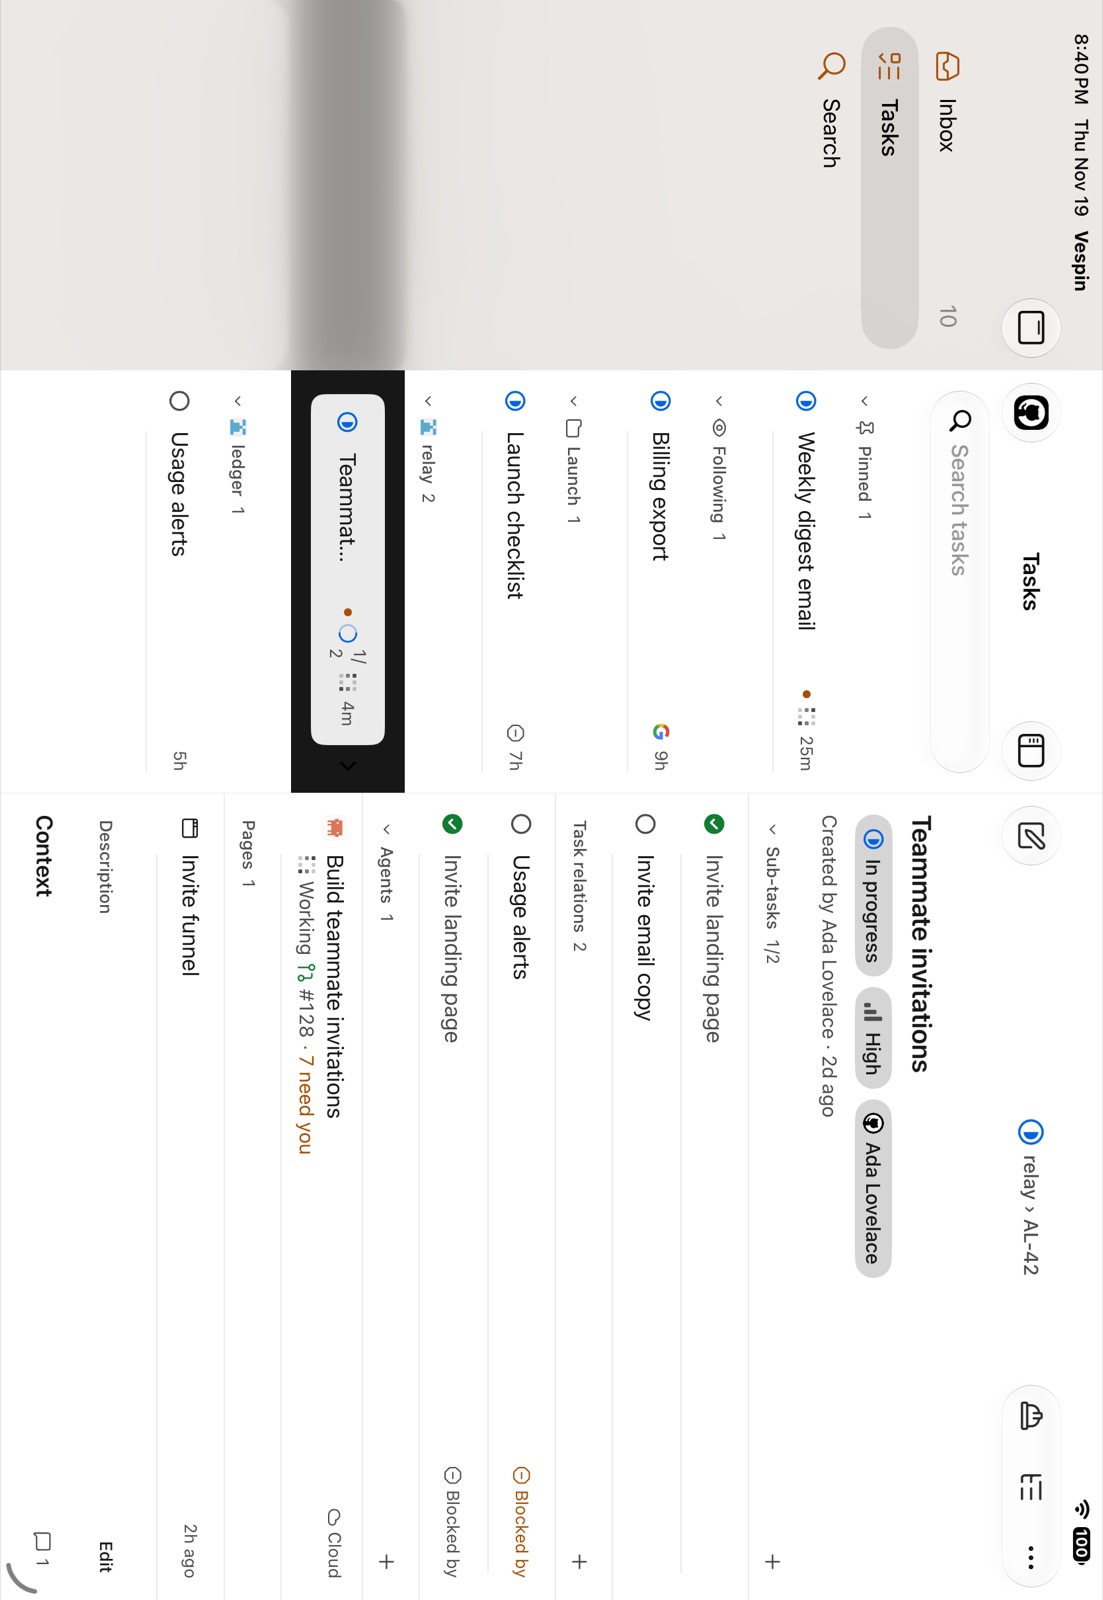 8:40 PM Thu Nov 19 Vespin
100
Inbox 10
Tasks
Search
Tasks
Search tasks
Pinned 1
Weekly digest email 25m
Following 1
Billing export 9h
Launch 1
Launch checklist 7h
relay 2
Teammat... 1/
2 4m
ledger 1
Usage alerts 5h
relay › AL-42
Teammate invitations
In progress High Ada Lovelace
Created by Ada Lovelace · 2d ago
Sub-tasks 1/2
Invite landing page
Invite email copy
Task relations 2
Usage alerts Blocked by
Invite landing page Blocked by
Agents 1
Build teammate invitations Cloud
Working #128 · 7 need you
Pages 1
Invite funnel 2h ago
Description Edit
Context 1